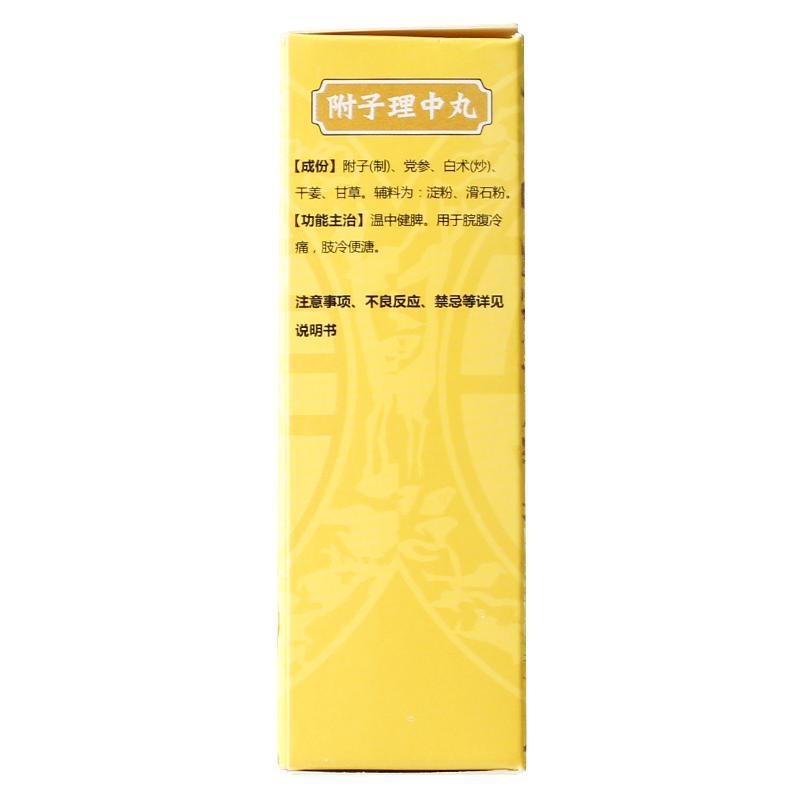 附子理中丸
【成份】附子(制)、党参、白术(炒)、
干姜、甘草。辅料为：淀粉、滑石粉。
【功能主治】温中健脾。用于脘腹冷
痛，肢冷便溏。
注意事项、不良反应、禁忌等详见
说明书